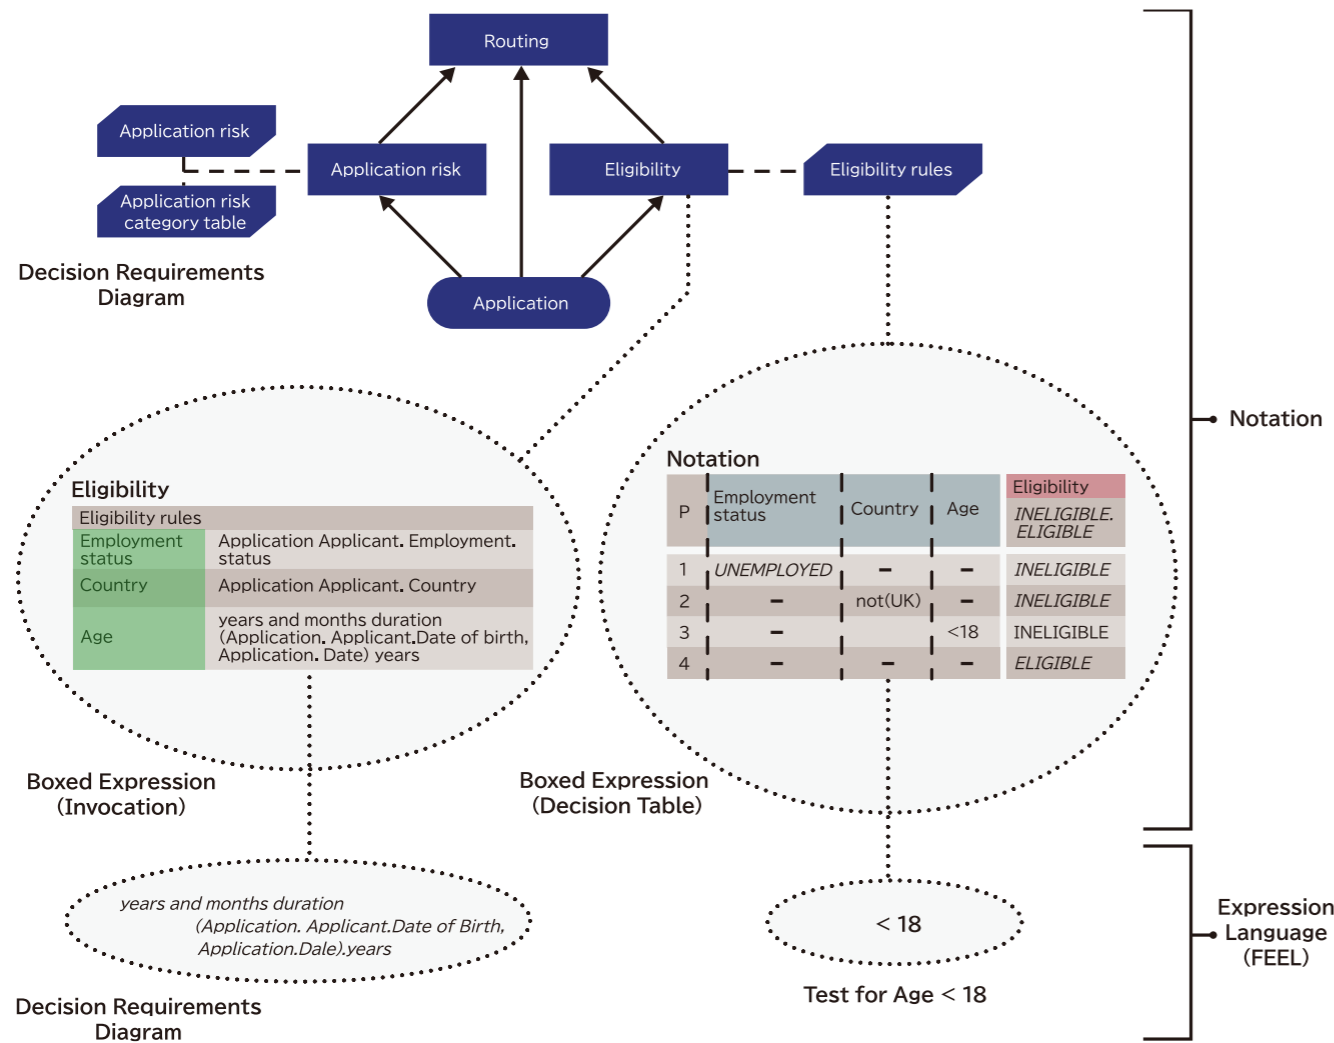 Routing
Application risk
Application risk
Eligibility
Eligibility rules
Application risk
category table
Decision Requirements
Diagram
Application
Notation
Eligibility
Eligibility rules
Employment
status
Application Applicant. Employment.
status
Country
Application Applicant. Country
Age
years and months duration
(Application. Applicant.Date of birth,
Application. Date) years
Boxed Expression
(Invocation)
Notation
P
Employment
status
Country
Age
Eligibility
INELIGIBLE.
ELIGIBLE
1 UNEMPLOYED – – INELIGIBLE
2 – not(UK) – INELIGIBLE
3 – <18 INELIGIBLE
4 – – – ELIGIBLE
Boxed Expression
(Decision Table)
years and months duration
(Application. Applicant.Date of Birth,
Application.Dale).years
Decision Requirements
Diagram
< 18
Test for Age < 18
Expression
Language
(FEEL)